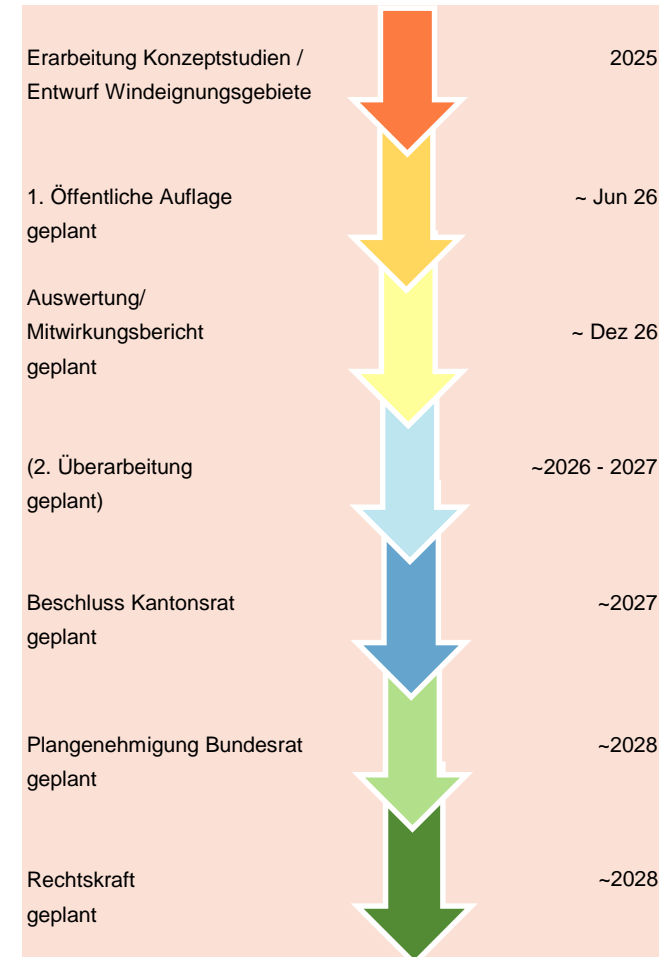 Erarbeitung Konzeptstudien / 2025
Entwurf Windeignungsgebiete
1. Öffentliche Auflage ~ Jun 26
geplant
Auswertung/
Mitwirkungsbericht ~ Dez 26
geplant
(2. Überarbeitung ~2026 - 2027
geplant)
Beschluss Kantonsrat ~2027
geplant
Plangenehmigung Bundesrat ~2028
geplant
Rechtskraft ~2028
geplant